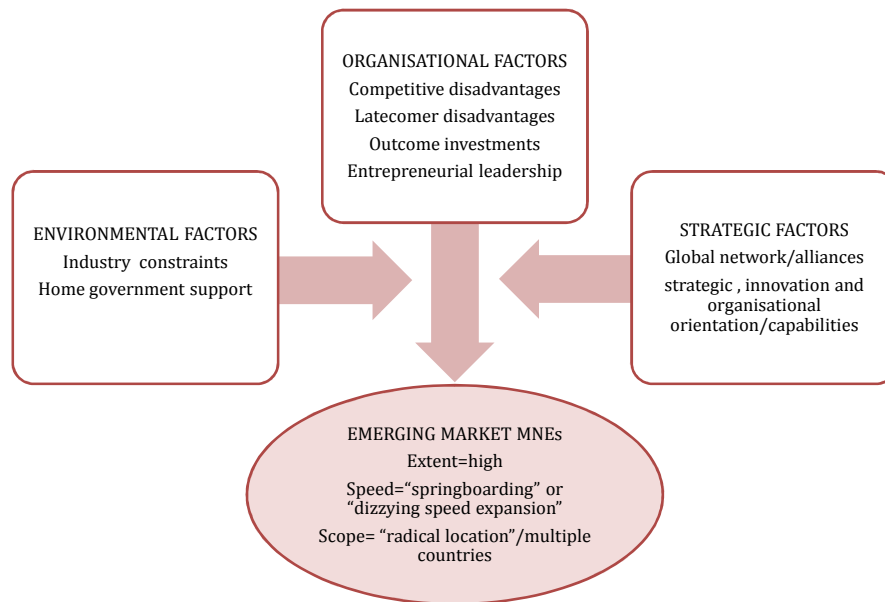 ORGANISATIONAL FACTORS
Competitive disadvantages
Latecomer disadvantages
Outcome investments
Entrepreneurial leadership
ENVIRONMENTAL FACTORS
Industry constraints
Home government support
STRATEGIC FACTORS
Global network/alliances
strategic , innovation and
organisational
orientation/capabilities
EMERGING MARKET MNEs
Extent=high
Speed=“springboarding” or
“dizzying speed expansion”
Scope= “radical location”/multiple
countries